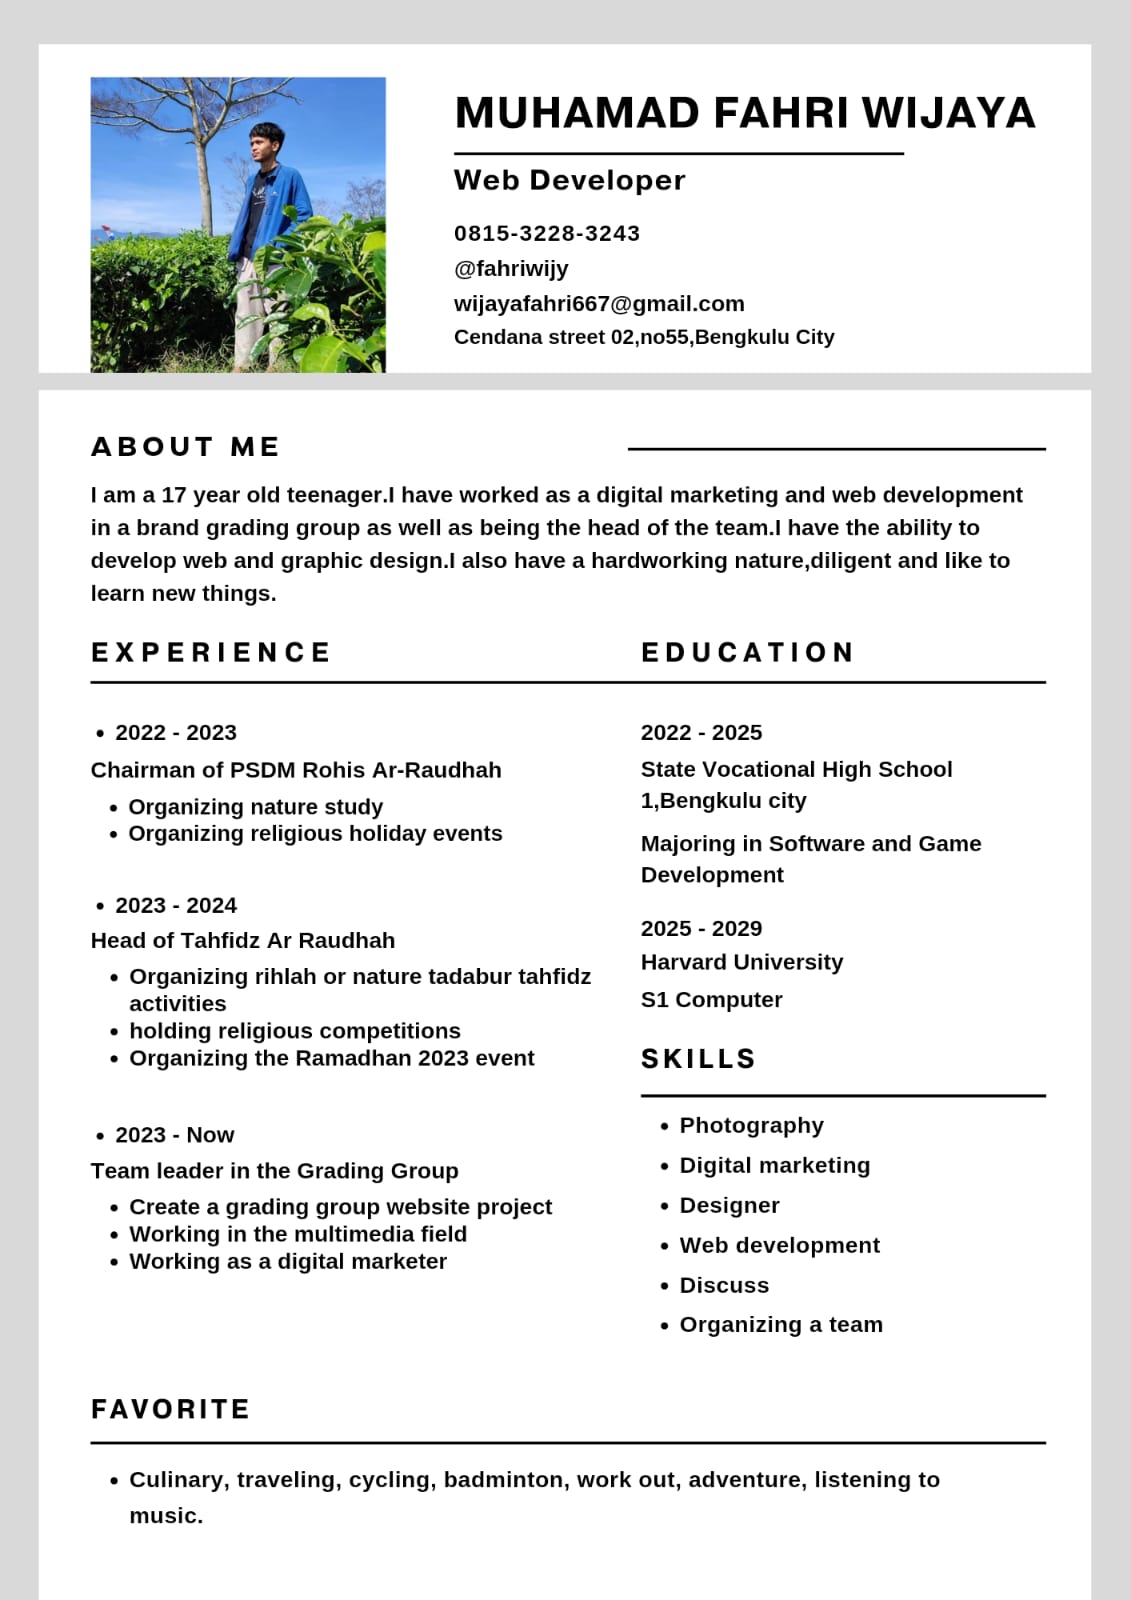 MUHAMAD FAHRI WIJAYA
Web Developer
0815-3228-3243
@fahriwijy
wijayafahri667@gmail.com
Cendana street 02,no55,Bengkulu City
ABOUT ME
I am a 17 year old teenager.I have worked as a digital marketing and web development
in a brand grading group as well as being the head of the team.I have the ability to
develop web and graphic design.I also have a hardworking nature,diligent and like to
learn new things.
EXPERIENCE
• 2022 - 2023
Chairman of PSDM Rohis Ar-Raudhah
• Organizing nature study
• Organizing religious holiday events
• 2023 - 2024
Head of Tahfidz Ar Raudhah
• Organizing rihlah or nature tadabur tahfidz
activities
• holding religious competitions
• Organizing the Ramadhan 2023 event
• 2023 - Now
Team leader in the Grading Group
• Create a grading group website project
• Working in the multimedia field
• Working as a digital marketer
EDUCATION
2022 - 2025
State Vocational High School
1,Bengkulu city
Majoring in Software and Game
Development
2025 - 2029
Harvard University
S1 Computer
SKILLS
• Photography
• Digital marketing
• Designer
• Web development
• Discuss
• Organizing a team
FAVORITE
• Culinary, traveling, cycling, badminton, work out, adventure, listening to
music.